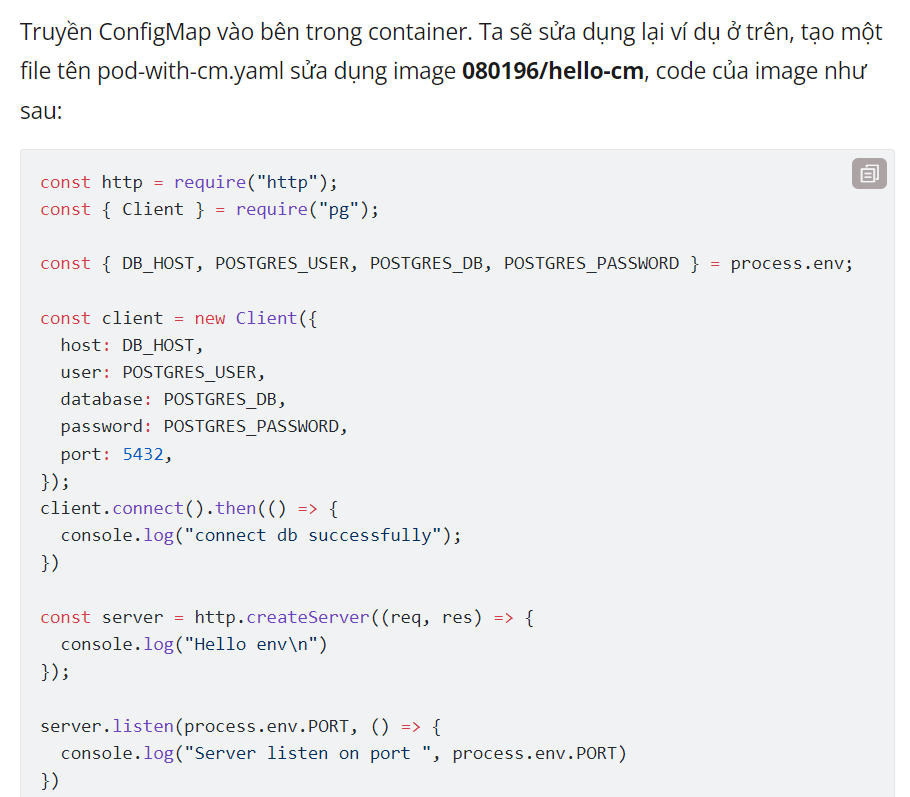 Truyền ConfigMap vào bên trong container. Ta sẽ sửa dụng lại ví dụ ở trên, tạo một
file tên pod-with-cm.yaml sửa dụng image 080196/hello-cm, code của image như
sau:
const http = require("http");
const { Client } = require("pg");
const { DB_HOST, POSTGRES_USER, POSTGRES_DB, POSTGRES_PASSWORD } = process.env;
const client = new Client({
  host: DB_HOST,
  user: POSTGRES_USER,
  database: POSTGRES_DB,
  password: POSTGRES_PASSWORD,
  port: 5432,
});
client.connect().then(() => {
  console.log("connect db successfully");
})
const server = http.createServer((req, res) => {
  console.log("Hello env\n")
});
server.listen(process.env.PORT, () => {
  console.log("Server listen on port ", process.env.PORT)
})